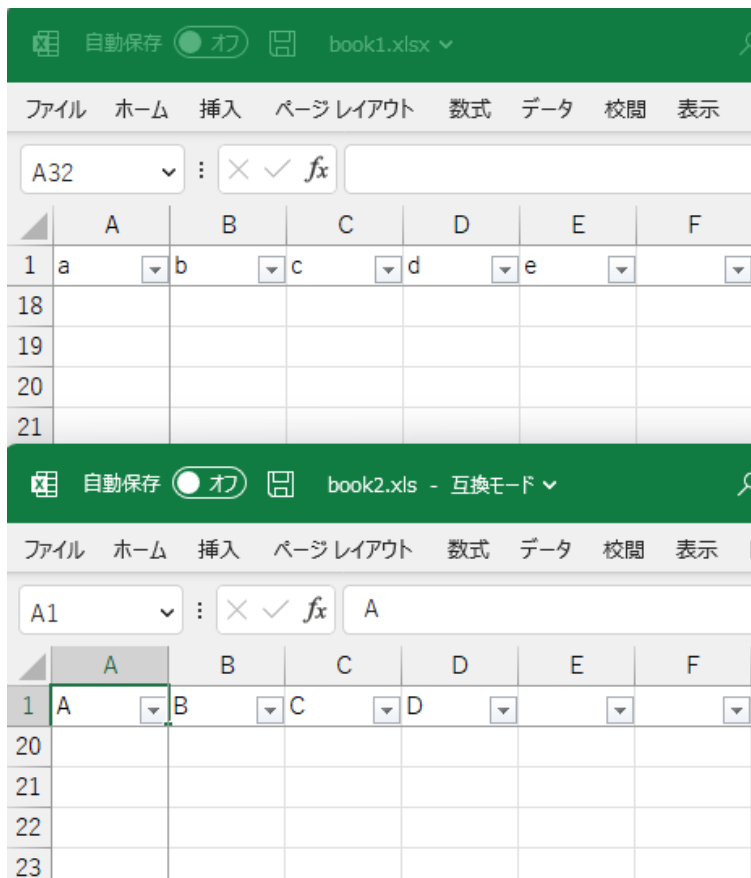 自動保存 オフ book1.xlsx
ファイル ホーム 挿入 ページ レイアウト 数式 データ 校閲 表示
A32 fx
A B C D E F
1 a b c d e
18
19
20
21
自動保存 オフ book2.xls - 互換モード
ファイル ホーム 挿入 ページ レイアウト 数式 データ 校閲 表示
A1 fx A
A B C D E F
1 A B C D
20
21
22
23